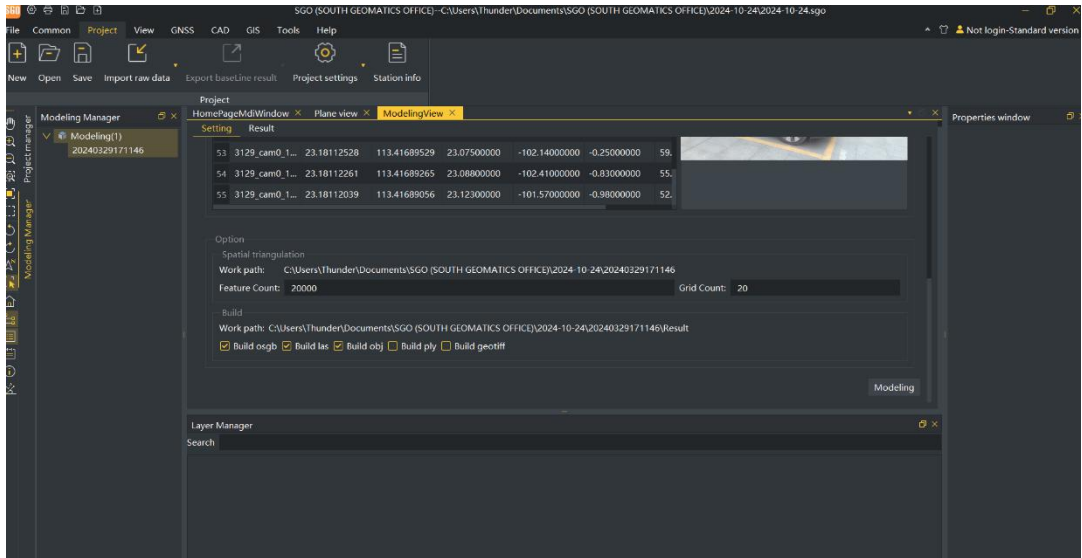 SGO (SOUTH GEOMATICS OFFICE)--C:\Users\Thunder\Documents\SGO (SOUTH GEOMATICS OFFICE)\2024-10-24\2024-10-24.sgo
File Common Project View GNSS CAD GIS Tools Help Not login-Standard version
New Open Save Import raw data Export baseLine result Project settings Station info
Project
Project manager
Modeling Manager
Modeling Manager
Modeling(1)
20240329171146
HomePageMdiWindow Plane view ModelingView
Properties window
Setting Result
53 3129_cam0_1... 23.18112528 113.41689529 23.07500000 -102.14000000 -0.25000000 59.
54 3129_cam0_1... 23.18112261 113.41689265 23.08800000 -102.41000000 -0.83000000 55.
55 3129_cam0_1... 23.18112039 113.41689056 23.12300000 -101.57000000 -0.98000000 52.
Option
Spatial triangulation
Work path: C:\Users\Thunder\Documents\SGO (SOUTH GEOMATICS OFFICE)\2024-10-24\20240329171146
Feature Count: 20000 Grid Count: 20
Build
Work path: C:\Users\Thunder\Documents\SGO (SOUTH GEOMATICS OFFICE)\2024-10-24\20240329171146\Result
Build osgb Build las Build obj Build ply Build geotiff
Modeling
Layer Manager
Search